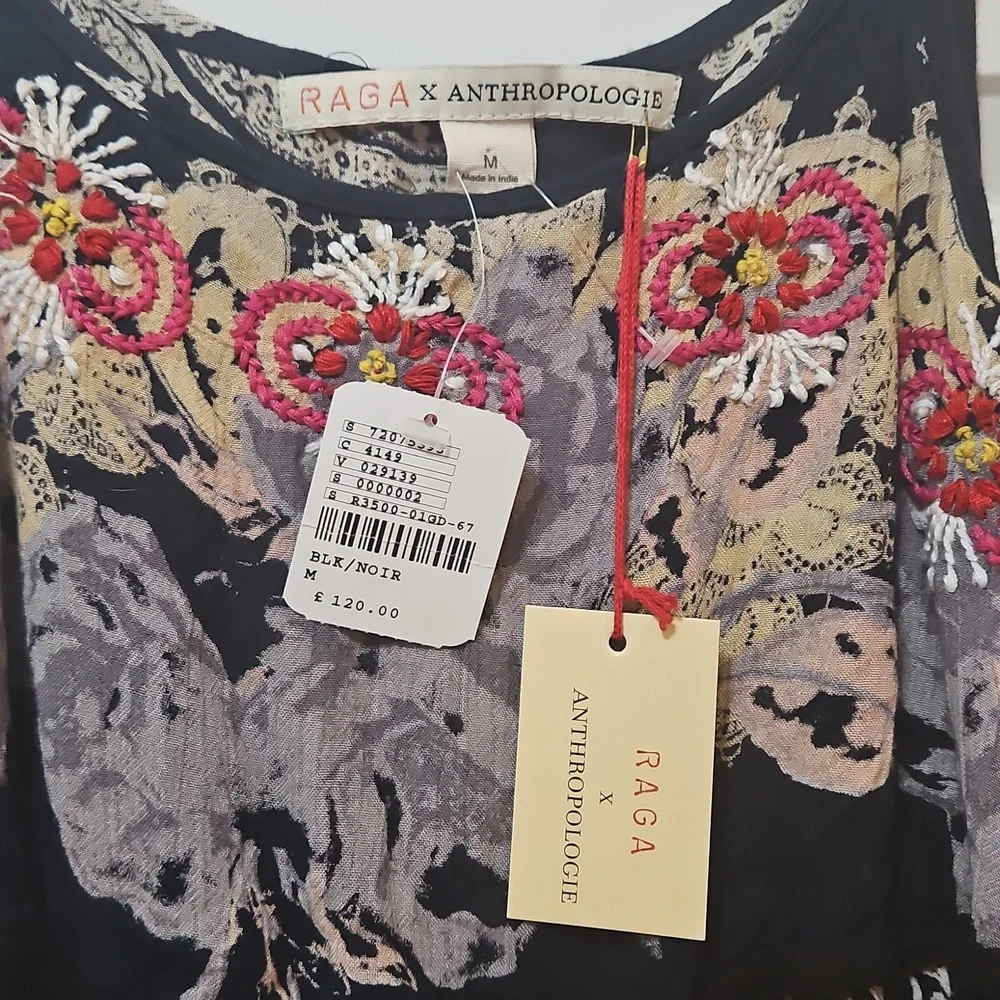 RAGA X ANTHROPOLOGIE
M
Made in India
S
C 4149
V 029139
S 0000002
S R3500-01GD-67
BLK/NOIR
M
£ 120.00
RAGA
X
ANTHROPOLOGIE